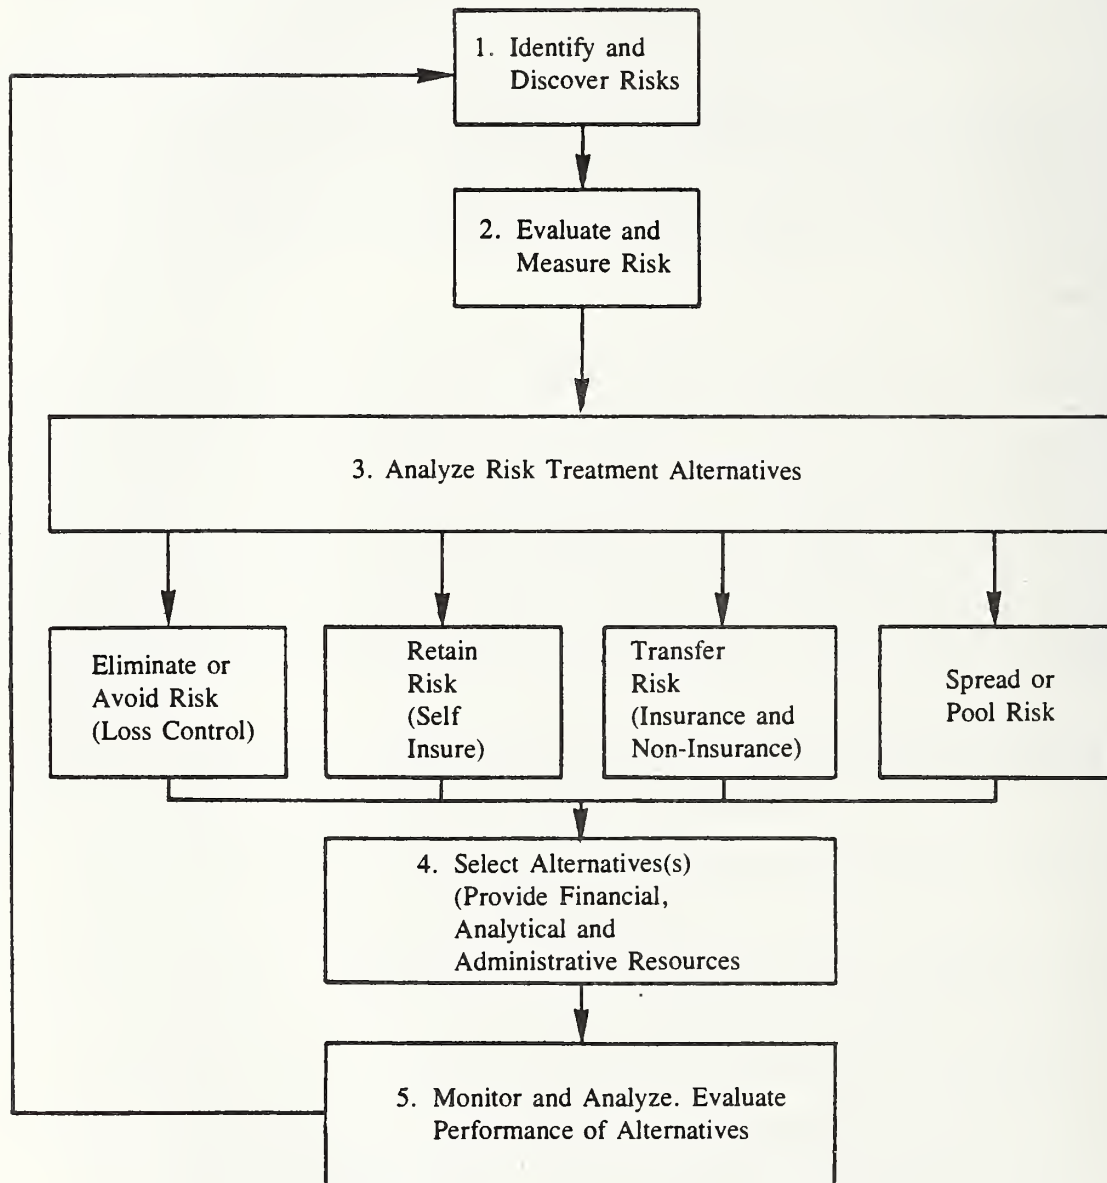 1. Identify and
Discover Risks
2. Evaluate and
Measure Risk
3. Analyze Risk Treatment Alternatives
Eliminate or
Avoid Risk
(Loss Control)
Retain
Risk
(Self
Insure)
Transfer
Risk
(Insurance and
Non-Insurance)
Spread or
Pool Risk
4. Select Alternatives(s)
(Provide Financial,
Analytical and
Administrative Resources
5. Monitor and Analyze. Evaluate
Performance of Alternatives